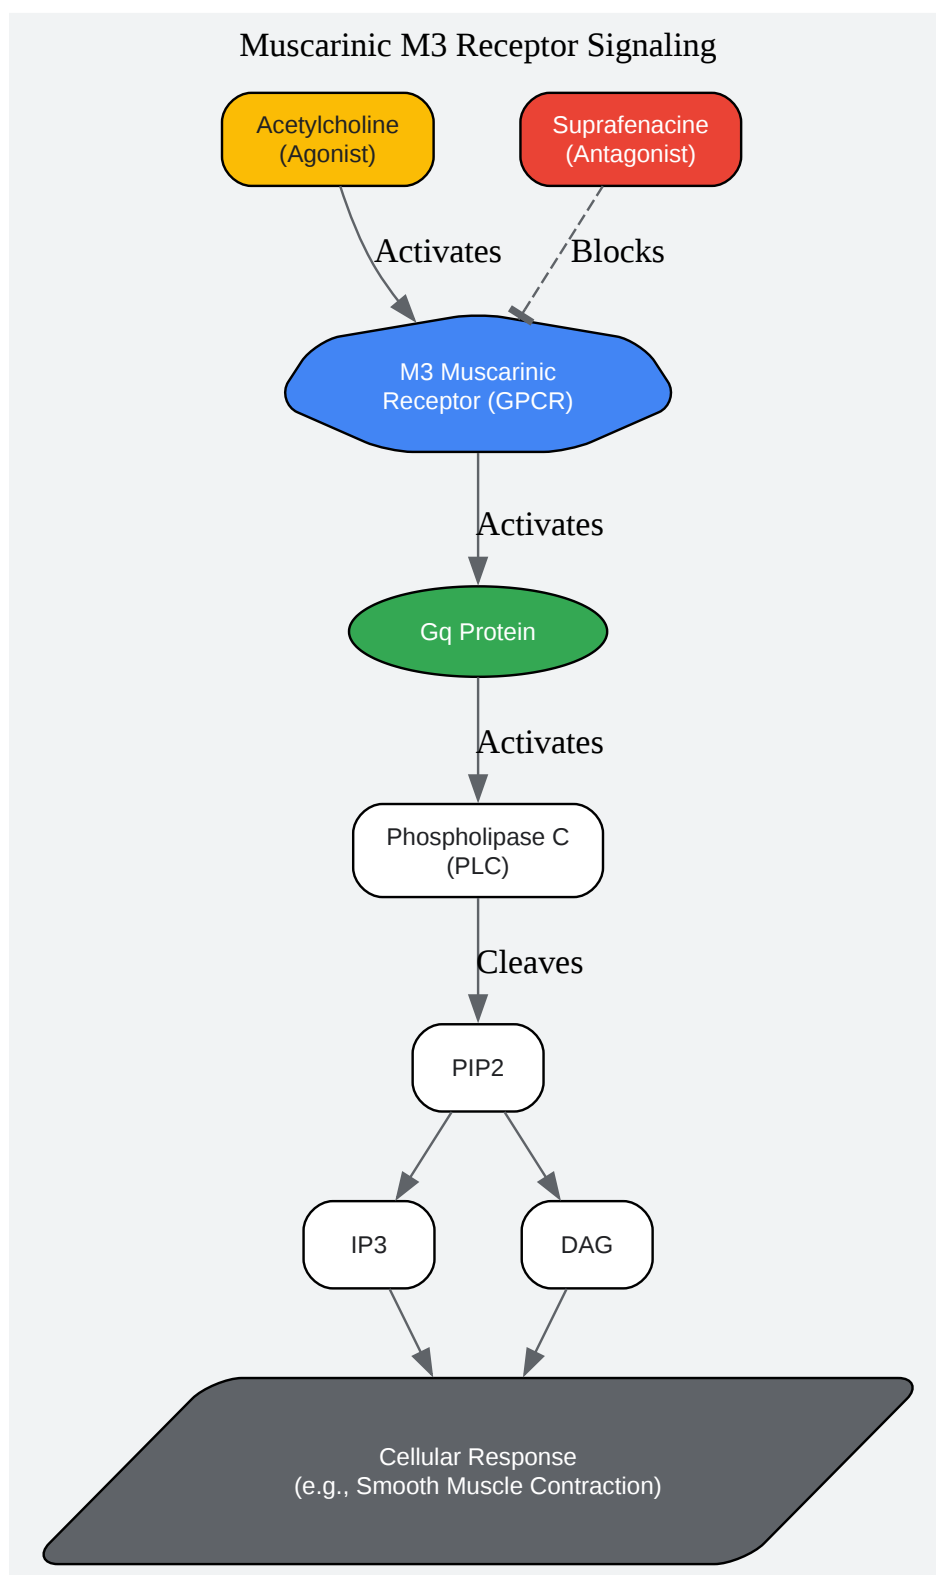 Muscarinic M3 Receptor Signaling
Acetylcholine
(Agonist)
Suprafenacine
(Antagonist)
Activates
Blocks
M3 Muscarinic
Receptor (GPCR)
Activates
Gq Protein
Activates
Phospholipase C
(PLC)
Cleaves
PIP2
IP3
DAG
Cellular Response
(e.g., Smooth Muscle Contraction)